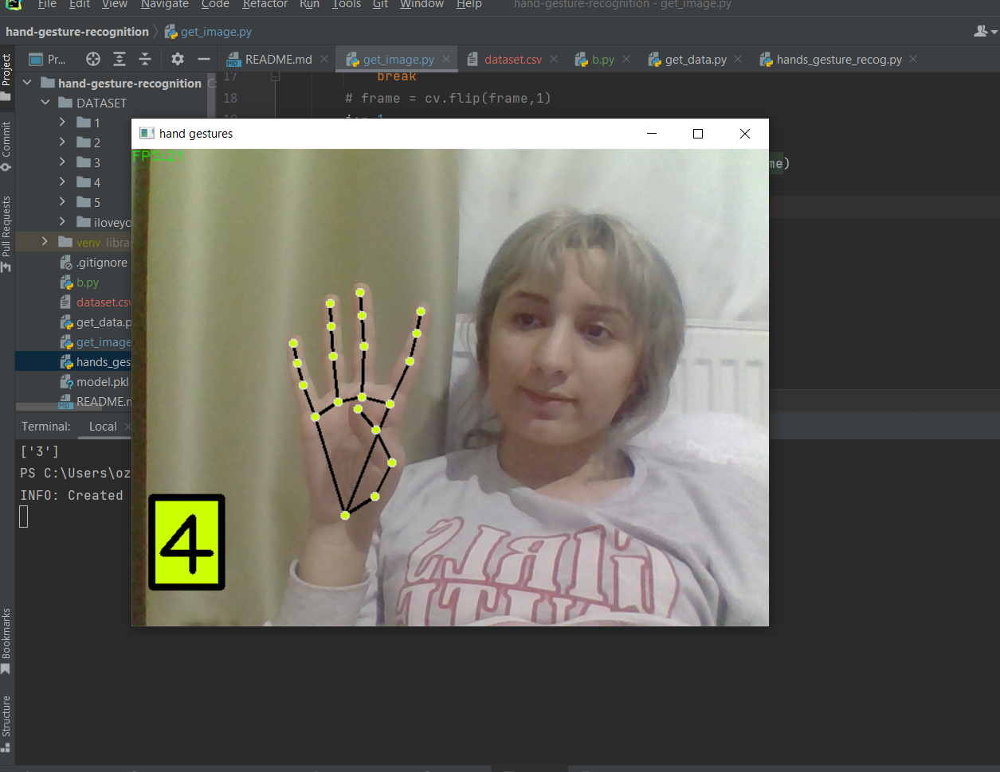 File Edit View Navigate Code Refactor Run Tools Git Window Help hand-gesture-recognition - get_image.py
hand-gesture-recognition get_image.py
Project
Pr...
README.md get_image.py dataset.csv b.py get_data.py hands_gesture_recog.py
hand-gesture-recognition
17 break
DATASET
18 # frame = cv.flip(frame,1)
1
hand gestures
2
3
me)
4
5
iloveyo
venv libra
.gitignore
b.py
dataset.csv
get_data.p
get_image
hands_ges
model.pkl
README.m
Commit
Pull Requests
FPS:21
4
GIRLS
Terminal: Local
['3']
PS C:\Users\oz
INFO: Created
Bookmarks
Structure